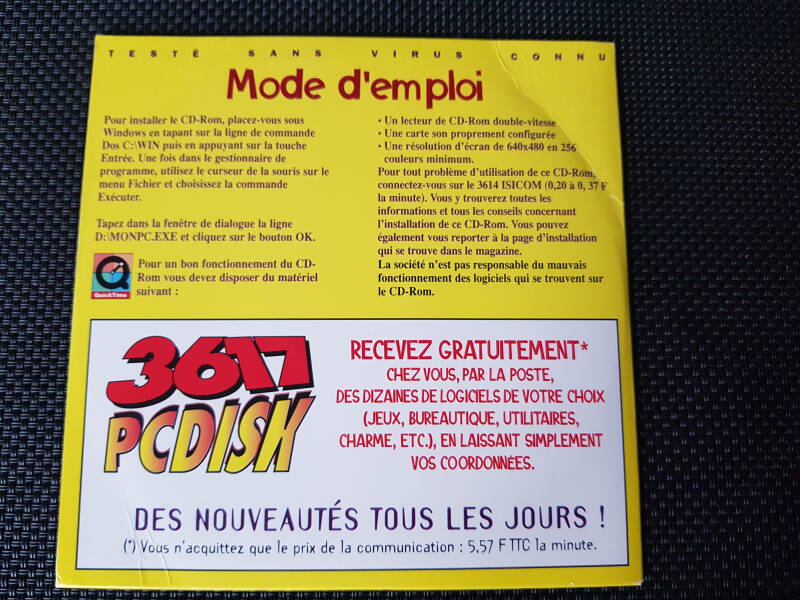 TESTÉ SANS VIRUS CONNU
Mode d'emploi
Pour installer le CD-Rom, placez-vous sous
Windows en tapant sur la ligne de commande
Dos C:\WIN puis en appuyant sur la touche
Entrée. Une fois dans le gestionnaire de
programme, utilisez le curseur de la souris sur le
menu Fichier et choisissez la commande
Exécuter.
Tapez dans la fenêtre de dialogue la ligne
D:\MONPC.EXE et cliquez sur le bouton OK.
Pour un bon fonctionnement du CD-
Rom vous devez disposer du matériel
suivant :
QuickTime
• Un lecteur de CD-Rom double-vitesse
• Une carte son proprement configurée
• Une résolution d'écran de 640x480 en 256
couleurs minimum.
Pour tout problème d'utilisation de ce CD-Rom,
connectez-vous sur le 3614 ISICOM (0,20 à 0, 37 F
la minute). Vous y trouverez toutes les
informations et tous les conseils concernant
l'installation de ce CD-Rom. Vous pouvez
également vous reporter à la page d'installation
qui se trouve dans le magazine.
La société n'est pas responsable du mauvais
fonctionnement des logiciels qui se trouvent sur
le CD-Rom.
3617
PCDISK
RECEVEZ GRATUITEMENT*
CHEZ VOUS, PAR LA POSTE,
DES DIZAINES DE LOGICIELS DE VOTRE CHOIX
(JEUX, BUREAUTIQUE, UTILITAIRES,
CHARME, ETC.), EN LAISSANT SIMPLEMENT
VOS COORDONNÉES.
DES NOUVEAUTÉS TOUS LES JOURS !
(*) Vous n'acquittez que le prix de la communication : 5,57 F TTC la minute.